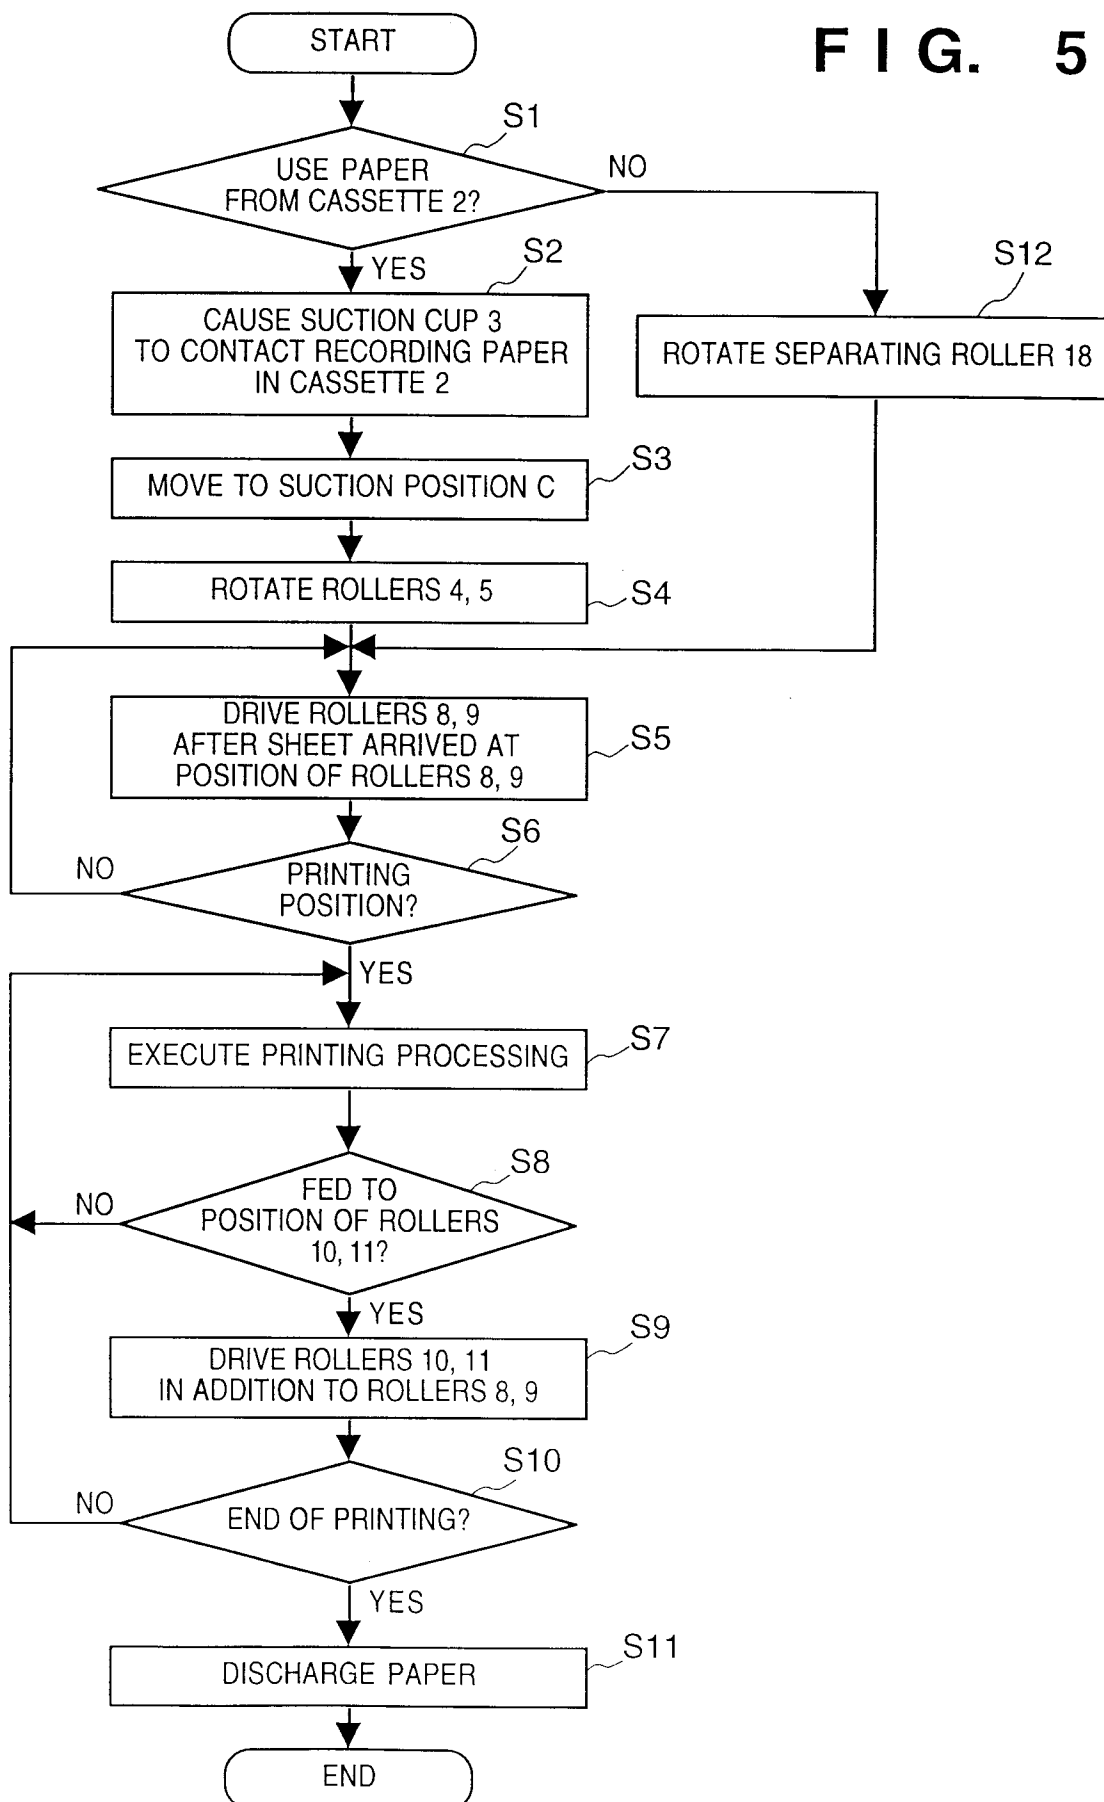 FIG. 5
START
S1
USE PAPER
FROM CASSETTE 2?
NO
YES
S2
CAUSE SUCTION CUP 3
TO CONTACT RECORDING PAPER
IN CASSETTE 2
S12
ROTATE SEPARATING ROLLER 18
S3
MOVE TO SUCTION POSITION C
ROTATE ROLLERS 4, 5
S4
DRIVE ROLLERS 8, 9
AFTER SHEET ARRIVED AT
POSITION OF ROLLERS 8, 9
S5
S6
NO
PRINTING
POSITION?
YES
S7
EXECUTE PRINTING PROCESSING
S8
NO
FED TO
POSITION OF ROLLERS
10, 11?
YES
S9
DRIVE ROLLERS 10, 11
IN ADDITION TO ROLLERS 8, 9
S10
NO
END OF PRINTING?
YES
S11
DISCHARGE PAPER
END